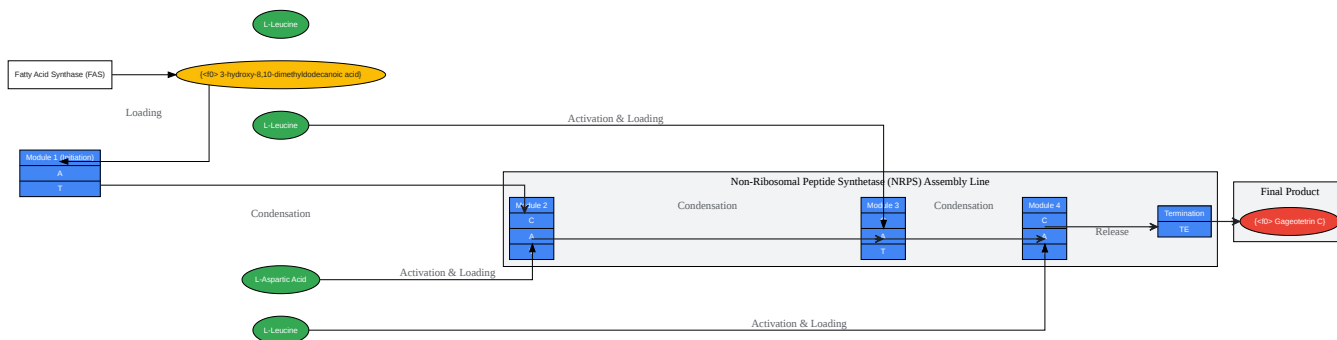 L-Leucine
Fatty Acid Synthase (FAS)
{<f0> 3-hydroxy-8,10-dimethyldodecanoic acid}
Loading
L-Leucine
Activation & Loading
Module 1 (Initiation)
A
T
Condensation
Non-Ribosomal Peptide Synthetase (NRPS) Assembly Line
Module 2
C
A
Condensation
Module 3
A
T
Condensation
Module 4
C
A
Release
Termination
TE
Final Product
{<f0> Gageotetrin C}
L-Aspartic Acid
Activation & Loading
L-Leucine
Activation & Loading